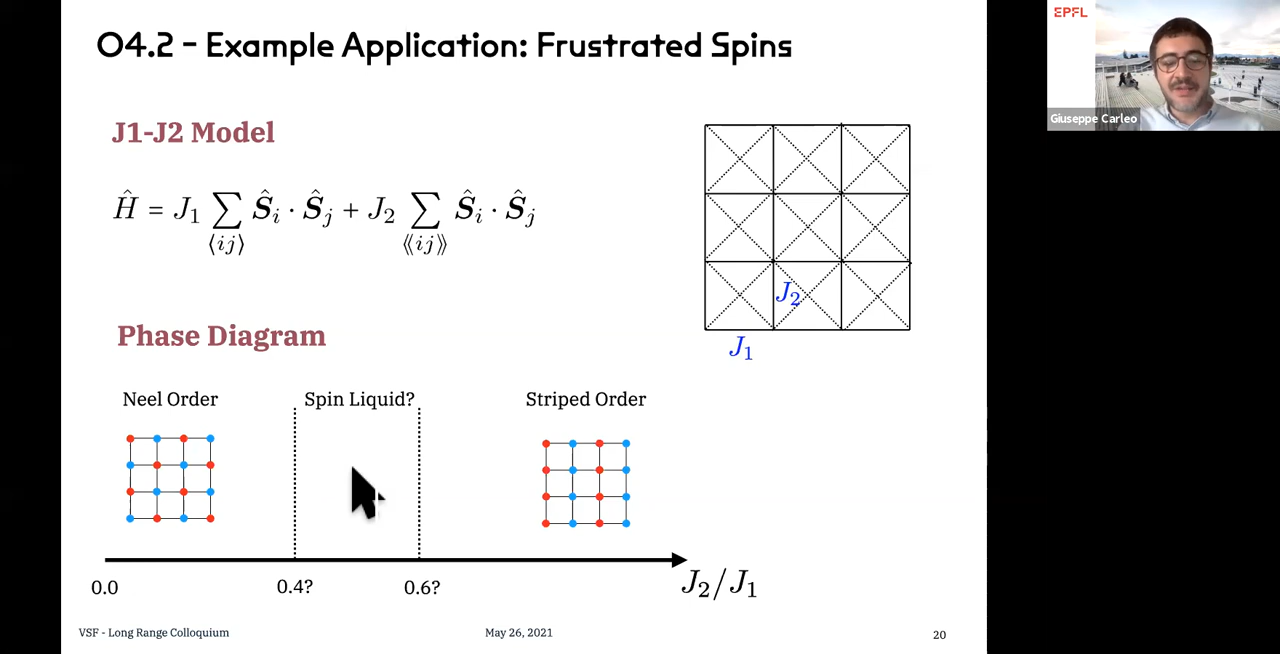 O4.2 - Example Application: Frustrated Spins
EPFL
Giuseppe Carleo
J1-J2 Model
Ĥ = J₁ ∑⟨ij⟩ Ŝᵢ · Ŝⱼ + J₂ ∑⟪ij⟫ Ŝᵢ · Ŝⱼ
J₂
J₁
Phase Diagram
Neel Order
Spin Liquid?
Striped Order
0.0
0.4?
0.6?
J₂/J₁
VSF - Long Range Colloquium
May 26, 2021
20